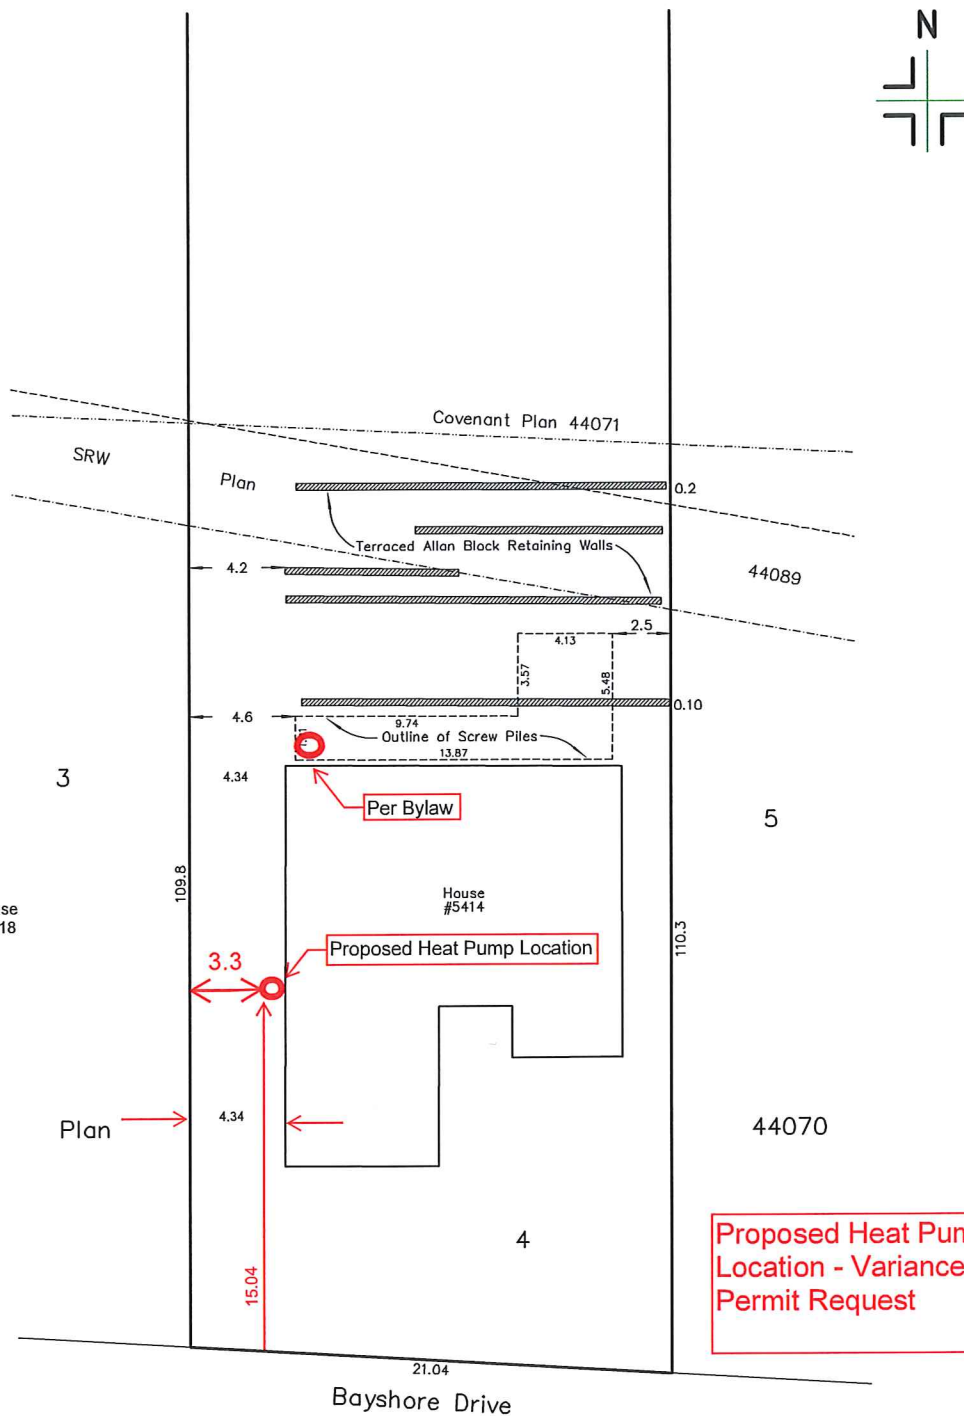 N
Covenant Plan 44071
SRW
Plan
0.2
Terraced Allan Block Retaining Walls
4.2
44089
2.5
4.13
3.57
5.48
0.10
4.6
9.74
Outline of Screw Piles
13.87
3
4.34
Per Bylaw
5
109.8
House
#5414
se
18
110.3
Proposed Heat Pump Location
3.3
Plan
4.34
44070
4
15.04
Proposed Heat Pum
Location - Variance
Permit Request
21.04
Bayshore Drive